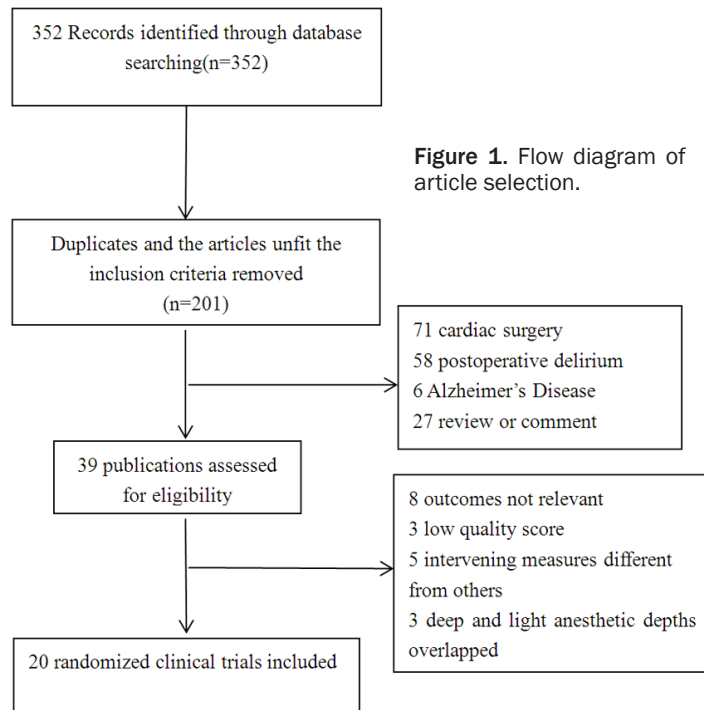 352 Records identified through database
searching(n=352)
Figure 1. Flow diagram of
article selection.
Duplicates and the articles unfit the
inclusion criteria removed
(n=201)
71 cardiac surgery
58 postoperative delirium
6 Alzheimer's Disease
27 review or comment
39 publications assessed
for eligibility
8 outcomes not relevant
3 low quality score
5 intervening measures different
from others
3 deep and light anesthetic depths
overlapped
20 randomized clinical trials included